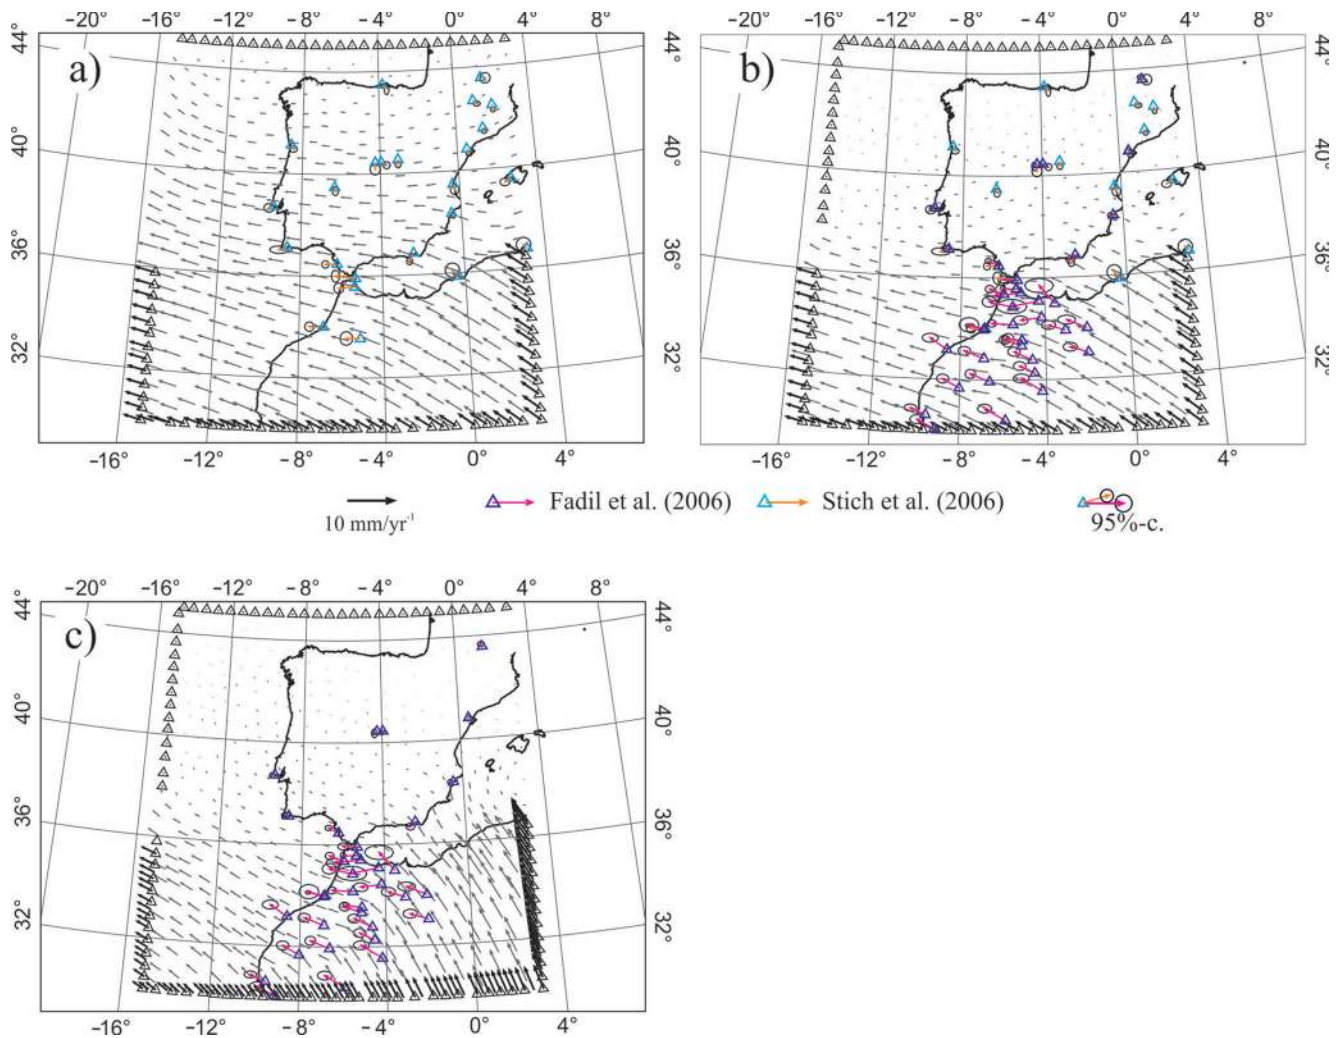 −20° −16° −12° −8° −4° 0° 4° 8°
−20° −16° −12° −8° −4° 0° 4° 8°
44° 44° 44°
a) b)
40° 40° 40°
36° 36° 36°
32° 32° 32°
−16° −12° −8° −4° 0° 4°
−16° −12° −8° −4° 0° 4°
10 mm/yr⁻¹
Fadil et al. (2006)
Stich et al. (2006)
95%-c.
−20° −16° −12° −8° −4° 0° 4° 8°
44° 44°
c)
40° 40°
36° 36°
32° 32°
−16° −12° −8° −4° 0° 4°